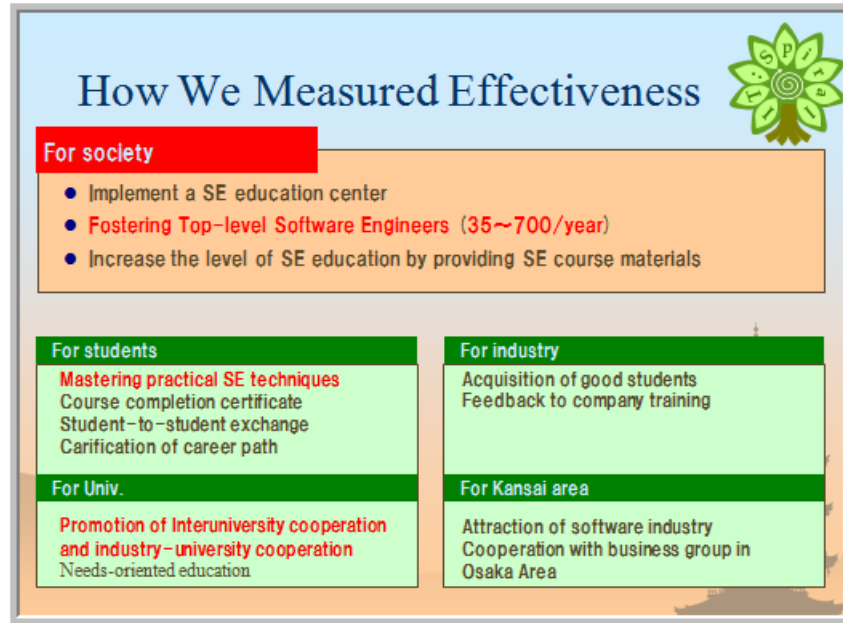 How We Measured Effectiveness
IT Spiral
For society
● Implement a SE education center
● Fostering Top-level Software Engineers (35～700/year)
● Increase the level of SE education by providing SE course materials
For students
Mastering practical SE techniques
Course completion certificate
Student-to-student exchange
Carification of career path
For industry
Acquisition of good students
Feedback to company training
For Univ.
Promotion of Interuniversity cooperation
and industry-university cooperation
Needs-oriented education
For Kansai area
Attraction of software industry
Cooperation with business group in
Osaka Area